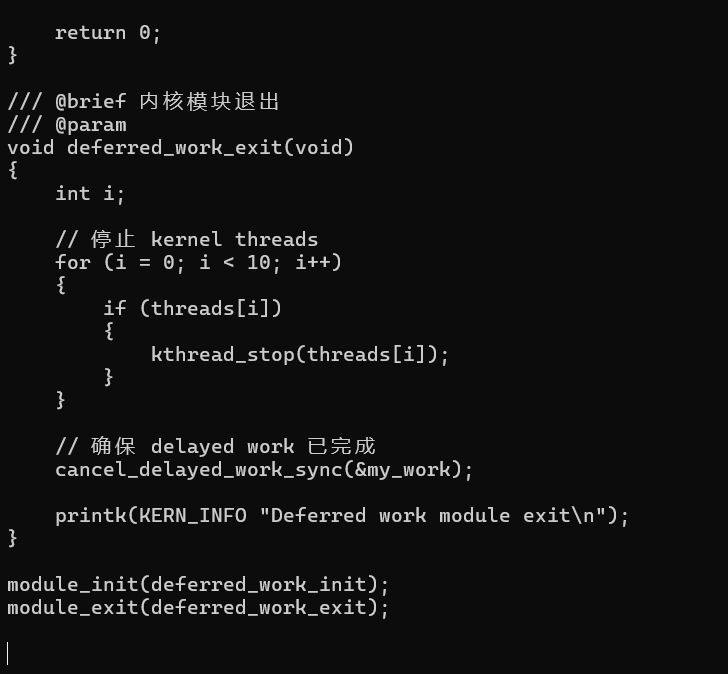 return 0;
}

/// @brief 内核模块退出
/// @param
void deferred_work_exit(void)
{
    int i;

    // 停止 kernel threads
    for (i = 0; i < 10; i++)
    {
        if (threads[i])
        {
            kthread_stop(threads[i]);
        }
    }

    // 确保 delayed work 已完成
    cancel_delayed_work_sync(&my_work);

    printk(KERN_INFO "Deferred work module exit\n");
}

module_init(deferred_work_init);
module_exit(deferred_work_exit);